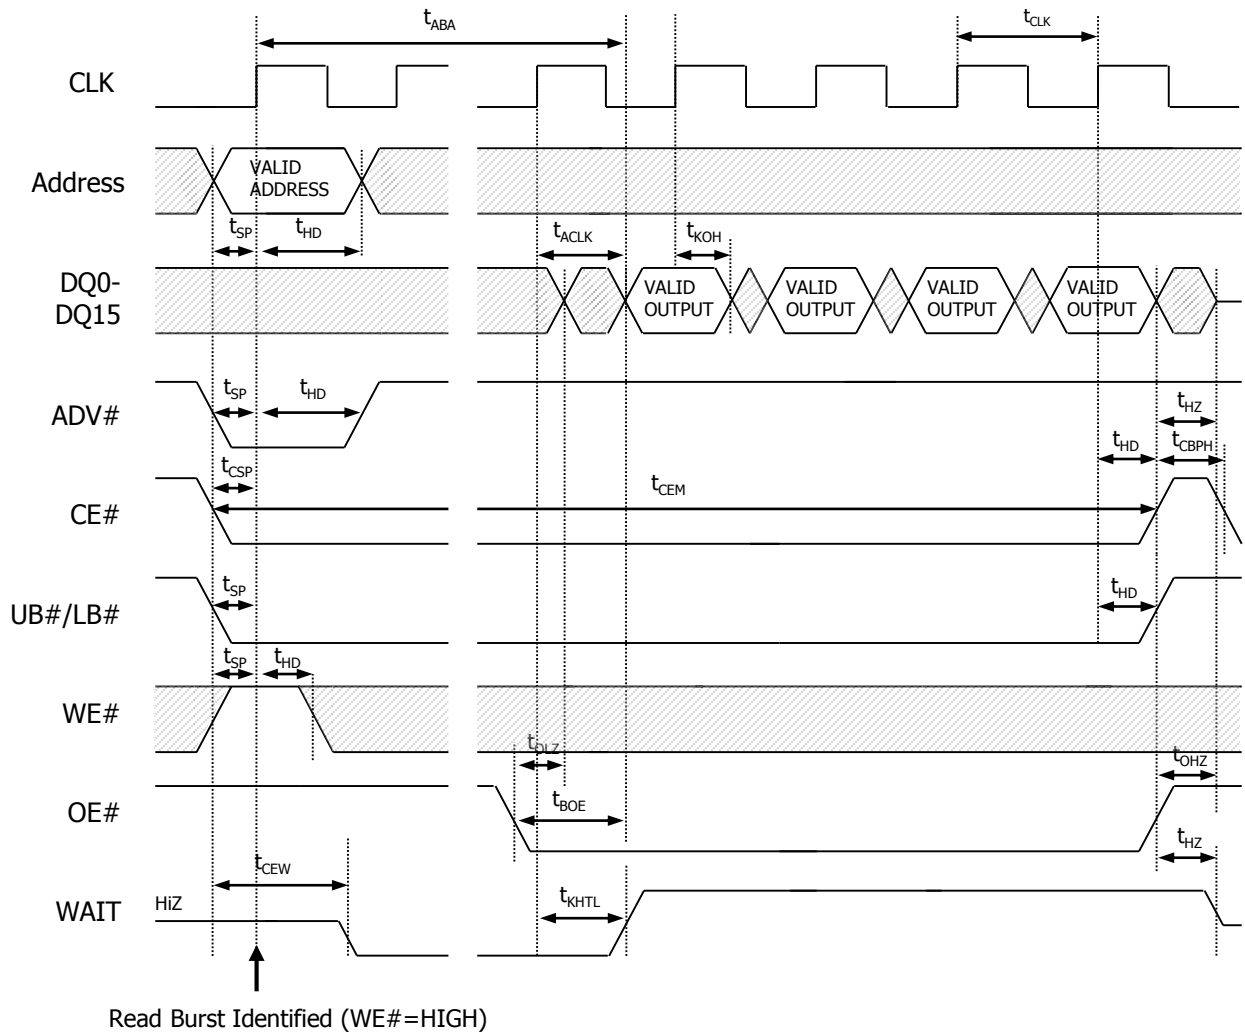 tABA
tCLK
CLK
Address
VALID ADDRESS
tSP
tHD
tACLK
tKOH
DQ0-
DQ15
VALID OUTPUT
VALID OUTPUT
VALID OUTPUT
VALID OUTPUT
ADV#
tSP
tHD
tHZ
tHD
tCBPH
tCSP
tCEM
CE#
tSP
tHD
UB#/LB#
tSP
tHD
WE#
tOLZ
tOHZ
OE#
tBOE
tHZ
tCEW
WAIT
HiZ
tKHTL
Read Burst Identified (WE#=HIGH)